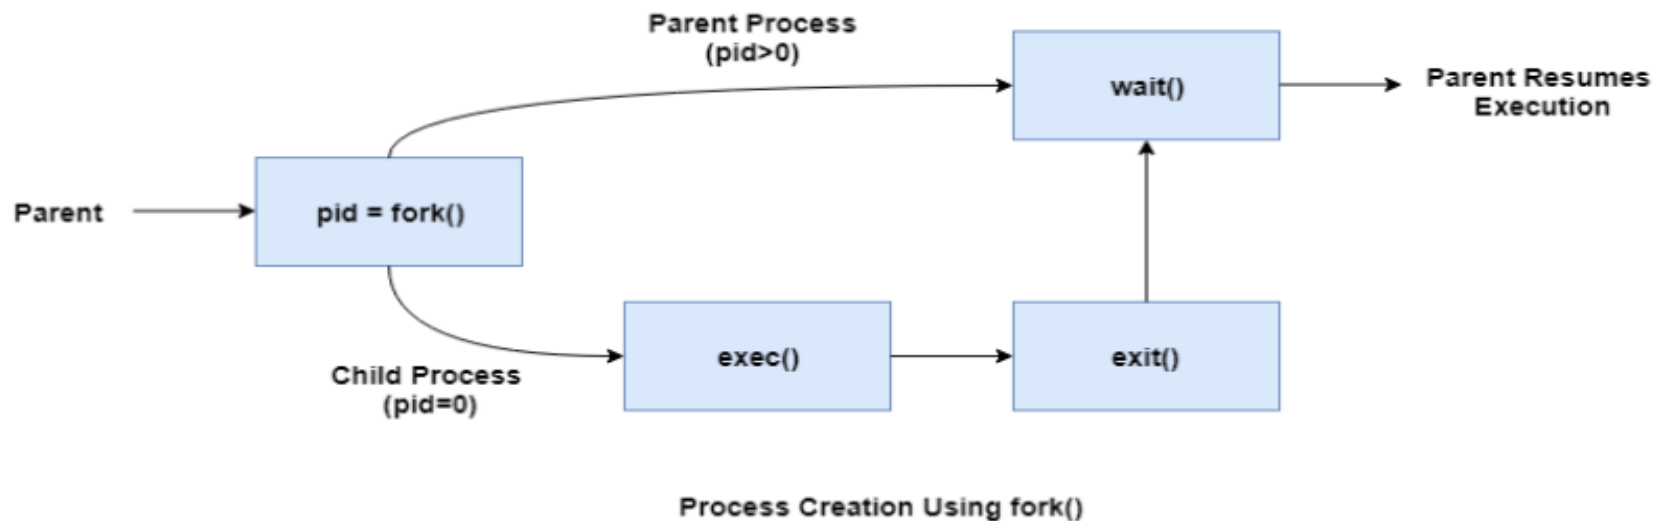 Parent Process
(pid>0)
wait()
Parent Resumes
Execution
Parent
pid = fork()
Child Process
(pid=0)
exec()
exit()
Process Creation Using fork()